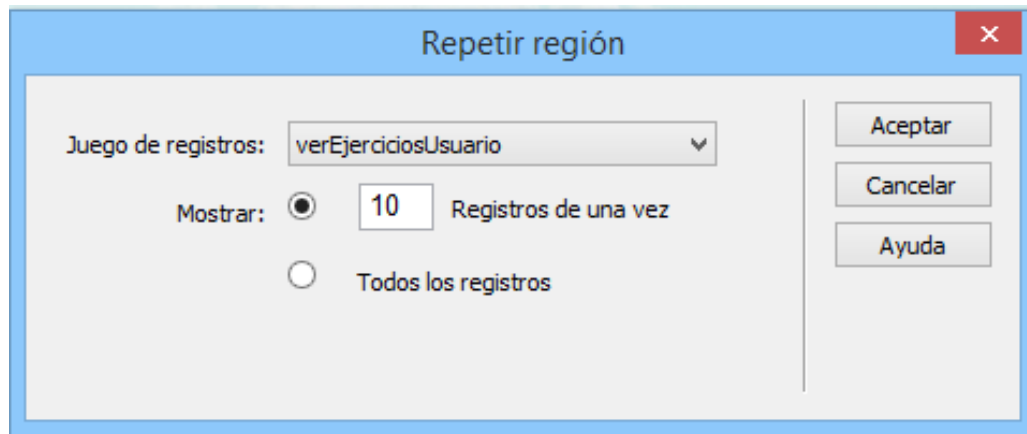 Repetir región
Juego de registros: verEjerciciosUsuario
Mostrar: 10 Registros de una vez
Todos los registros
Aceptar
Cancelar
Ayuda